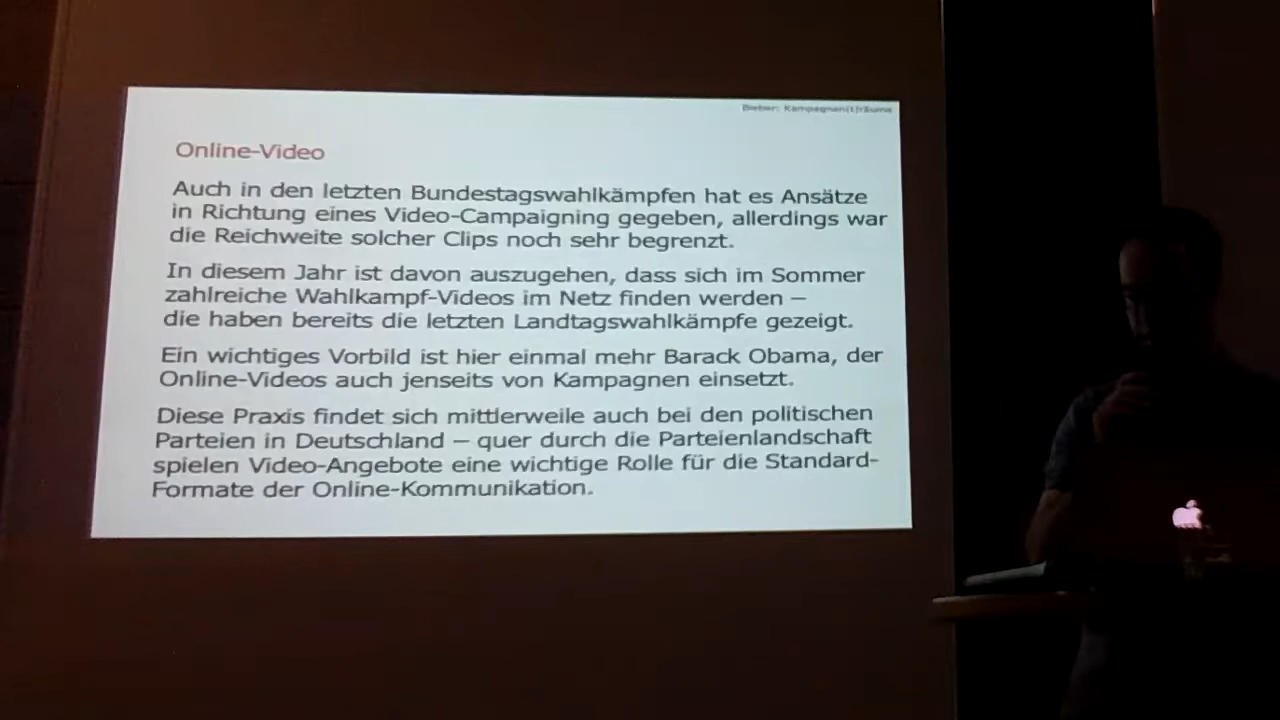 Bieber: Kampagnen(t)räume
Online-Video
Auch in den letzten Bundestagswahlkämpfen hat es Ansätze
in Richtung eines Video-Campaigning gegeben, allerdings war
die Reichweite solcher Clips noch sehr begrenzt.
In diesem Jahr ist davon auszugehen, dass sich im Sommer
zahlreiche Wahlkampf-Videos im Netz finden werden –
die haben bereits die letzten Landtagswahlkämpfe gezeigt.
Ein wichtiges Vorbild ist hier einmal mehr Barack Obama, der
Online-Videos auch jenseits von Kampagnen einsetzt.
Diese Praxis findet sich mittlerweile auch bei den politischen
Parteien in Deutschland – quer durch die Parteienlandschaft
spielen Video-Angebote eine wichtige Rolle für die Standard-
Formate der Online-Kommunikation.